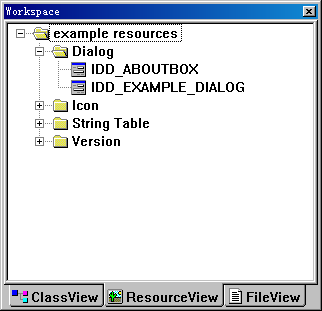 Workspace
example resources
Dialog
IDD_ABOUTBOX
IDD_EXAMPLE_DIALOG
Icon
String Table
Version
ClassView ResourceView FileView